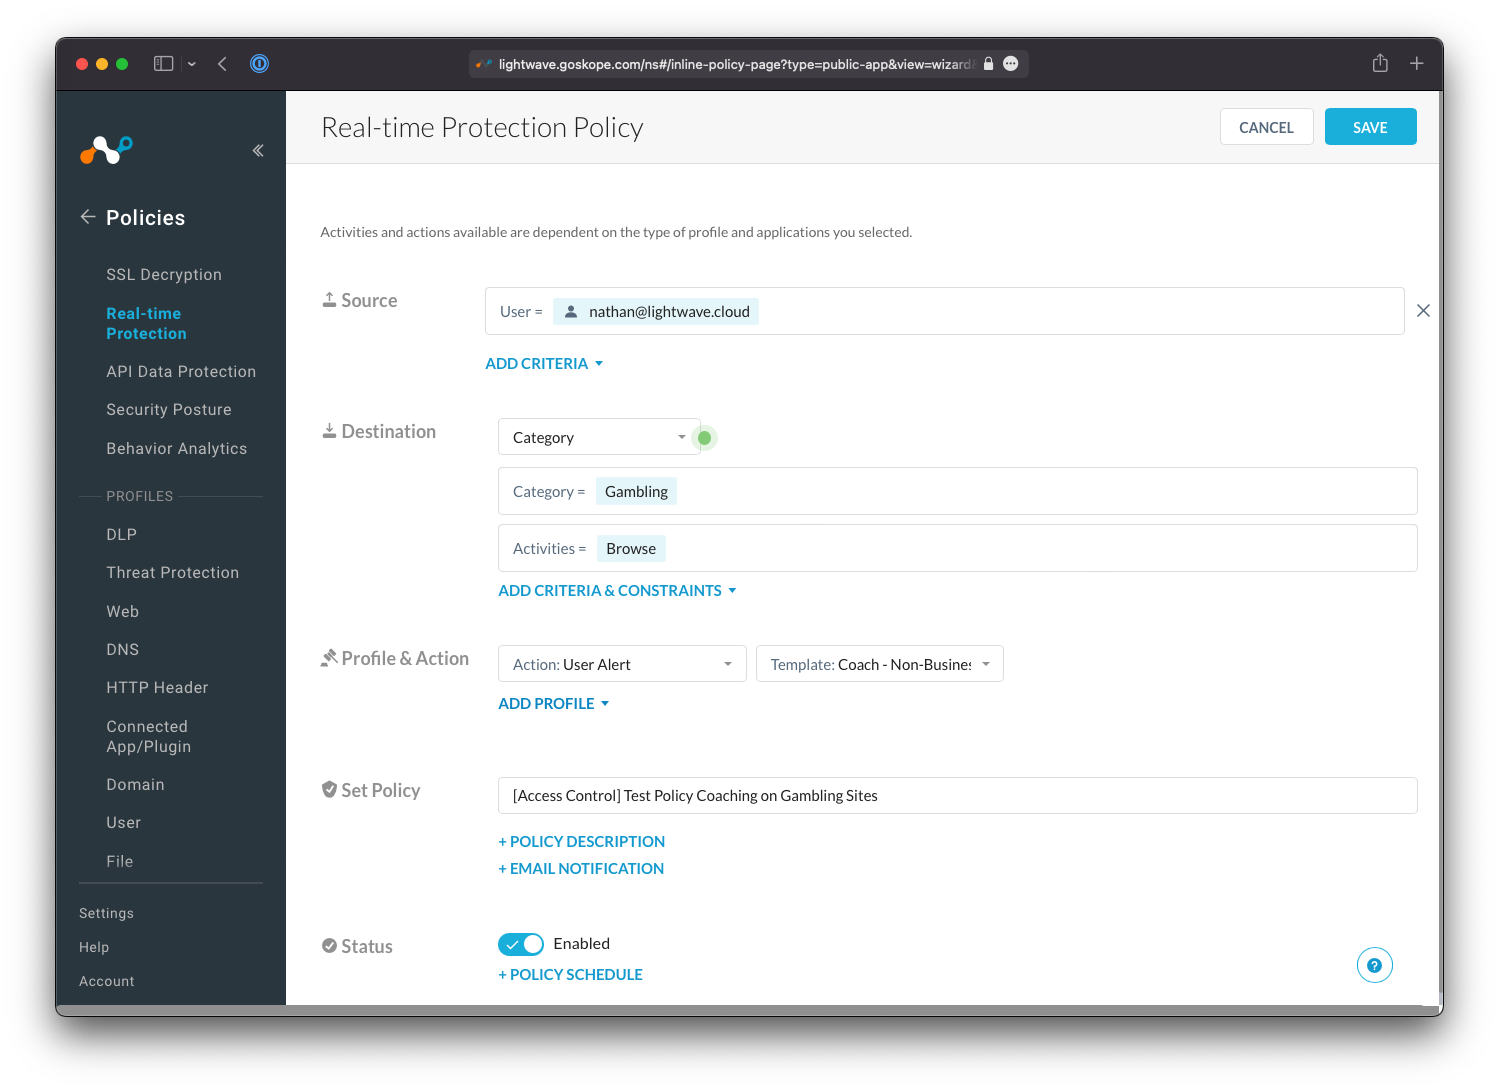 lightwave.goskope.com/ns#/inline-policy-page?type=public-app&view=wizard
Real-time Protection Policy
CANCEL
SAVE
Policies
SSL Decryption
Real-time
Protection
API Data Protection
Security Posture
Behavior Analytics
PROFILES
DLP
Threat Protection
Web
DNS
HTTP Header
Connected
App/Plugin
Domain
User
File
Settings
Help
Account
Activities and actions available are dependent on the type of profile and applications you selected.
Source
User = nathan@lightwave.cloud
ADD CRITERIA
Destination
Category
Category = Gambling
Activities = Browse
ADD CRITERIA & CONSTRAINTS
Profile & Action
Action: User Alert
Template: Coach - Non-Busines
ADD PROFILE
Set Policy
[Access Control] Test Policy Coaching on Gambling Sites
+ POLICY DESCRIPTION
+ EMAIL NOTIFICATION
Status
Enabled
+ POLICY SCHEDULE
?